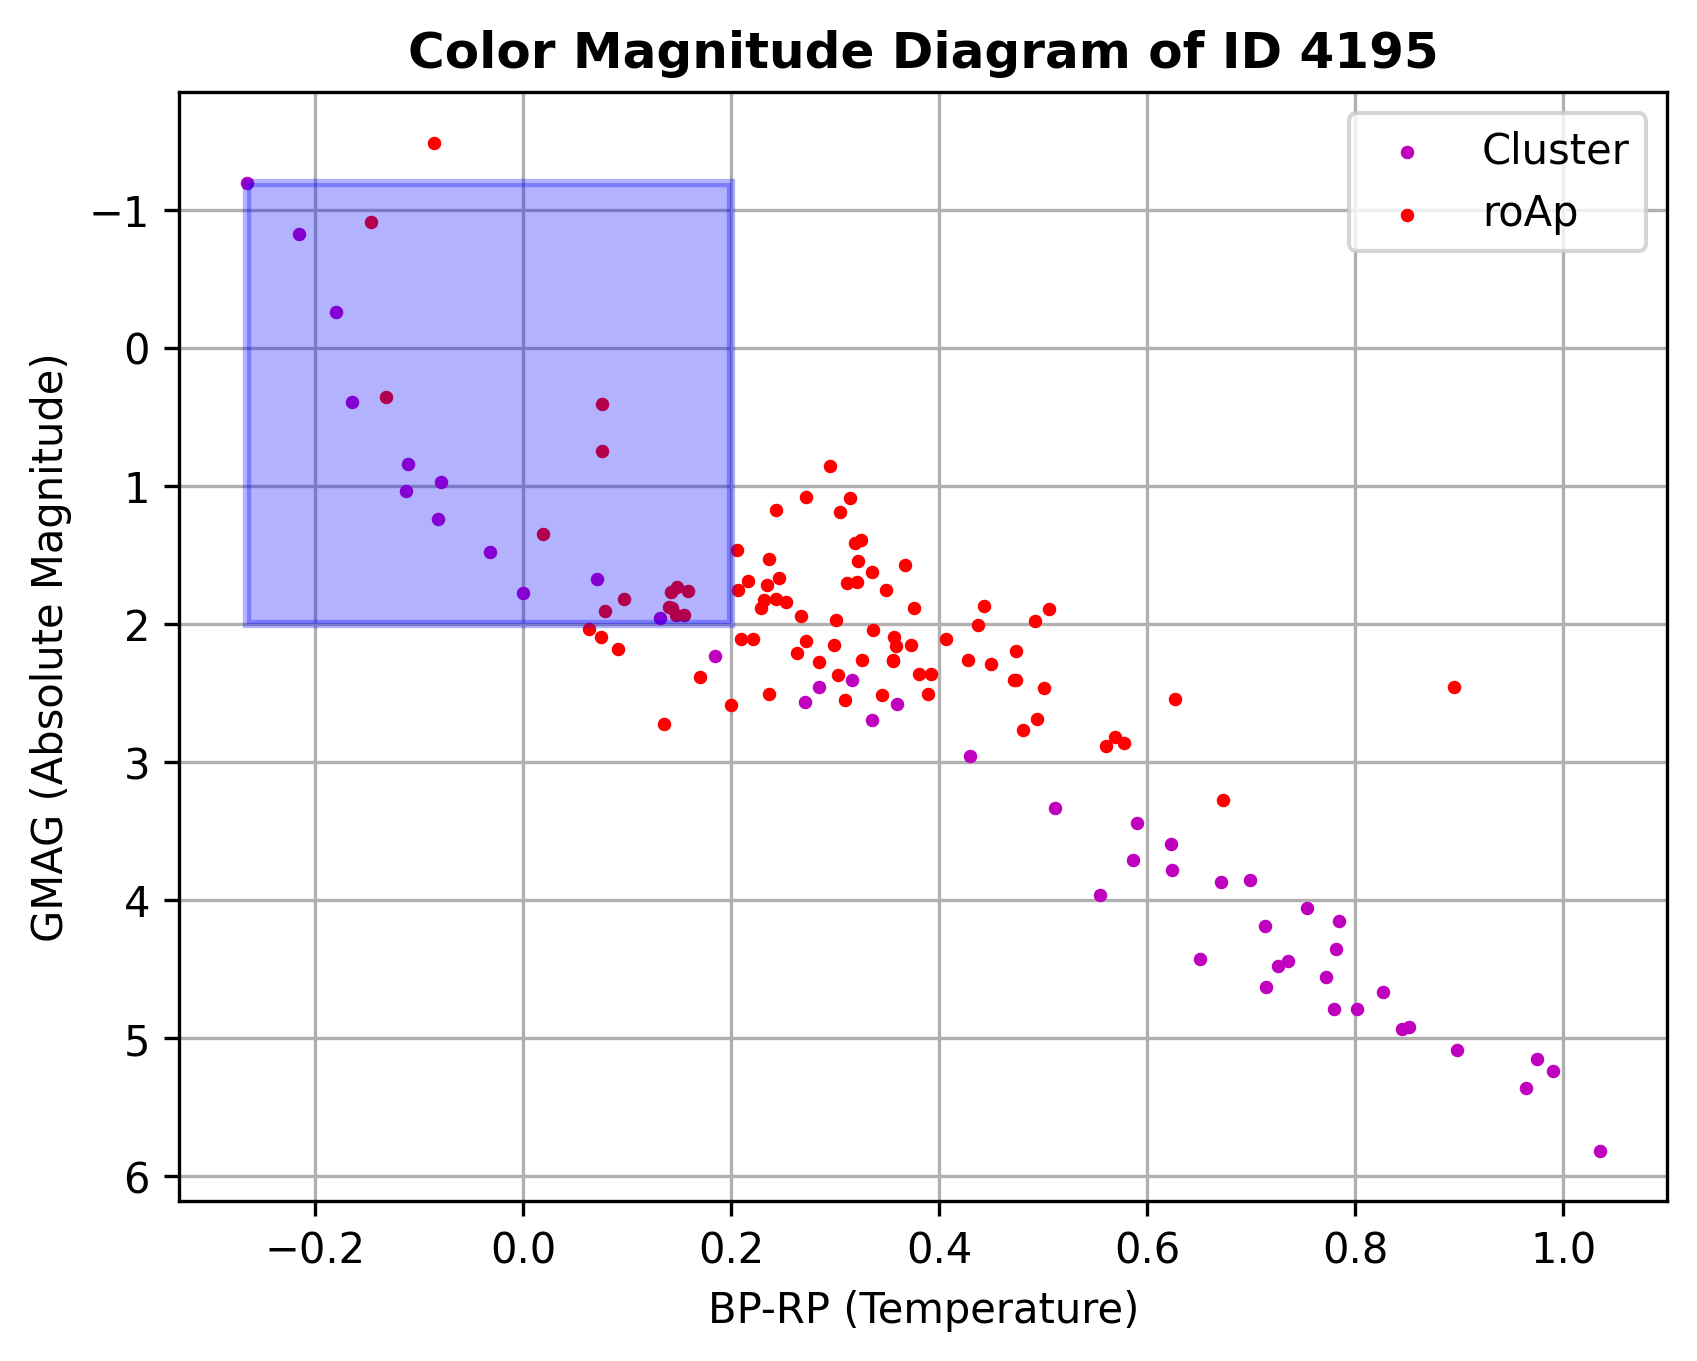 Color Magnitude Diagram of ID 4195
Cluster
roAp
GMAG (Absolute Magnitude)
−1
0
1
2
3
4
5
6
−0.2 0.0 0.2 0.4 0.6 0.8 1.0
BP-RP (Temperature)